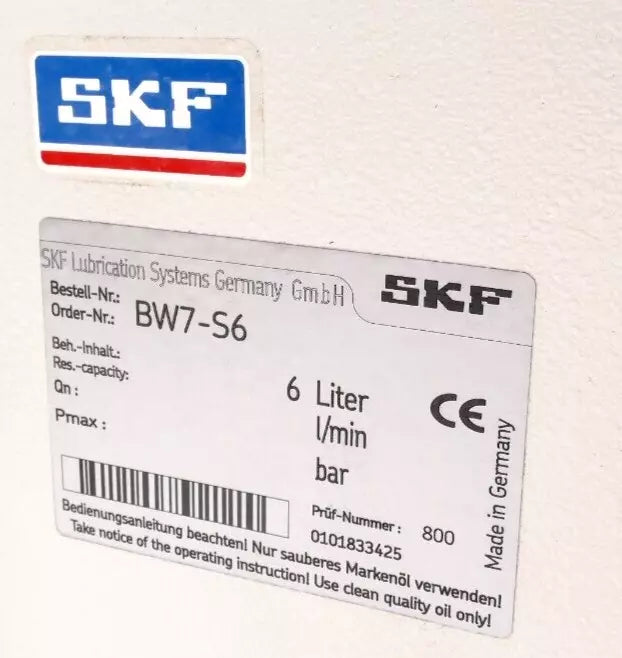 SKF
SKF Lubrication Systems Germany GmbH
SKF
Bestell-Nr.:
Order-Nr.: BW7-S6
Beh.-Inhalt.:
Res.-capacity: 6 Liter
Qn : l/min
Pmax : bar
CE
Made in Germany
Prüf-Nummer : 800
0101833425
Bedienungsanleitung beachten! Nur sauberes Markenöl verwenden!
Take notice of the operating instruction! Use clean quality oil only!